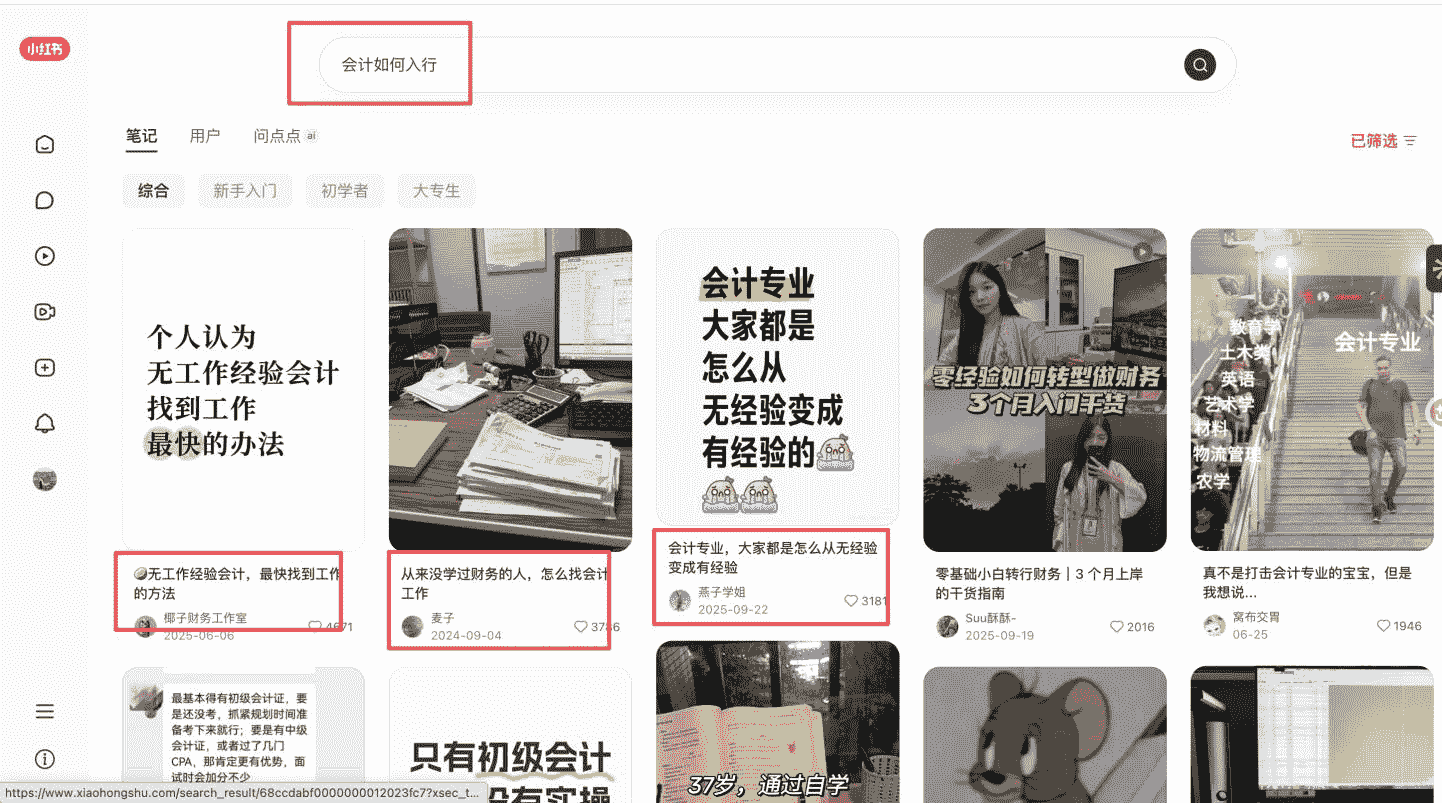 小红书
会计如何入行
笔记
用户
问点点 ai
已筛选
综合
新手入门
初学者
大专生
个人认为
无工作经验会计
找到工作
最快的办法
无工作经验会计，最快找到工作
的方法
椰子财务工作室
2025-06-06
4671
从来没学过财务的人，怎么找会计
工作
麦子
2024-09-04
3786
会计专业
大家都是
怎么从
无经验变成
有经验的
会计专业，大家都是怎么从无经验
变成有经验
燕子学姐
2025-09-22
3181
零经验如何转型做财务
3个月入门干货
零基础小白转行财务｜3 个月上岸
的干货指南
Suu酥酥-
2025-09-19
2016
教育学
土木类
英语
艺术学
材料
物流管理
农学
会计专业
真不是打击会计专业的宝宝，但是
我想说...
窝布交胃
06-25
1946
最基本得有初级会计证，要
是还没考，抓紧规划时间准
备考下来就行；要是有中级
会计证，或者过了几门
CPA，那肯定更有优势，面
试时会加分不少
只有初级会计
没有实操
37岁，通过自学
https://www.xiaohongshu.com/search_result/68ccdabf0000000012023fc7?xsec_t...